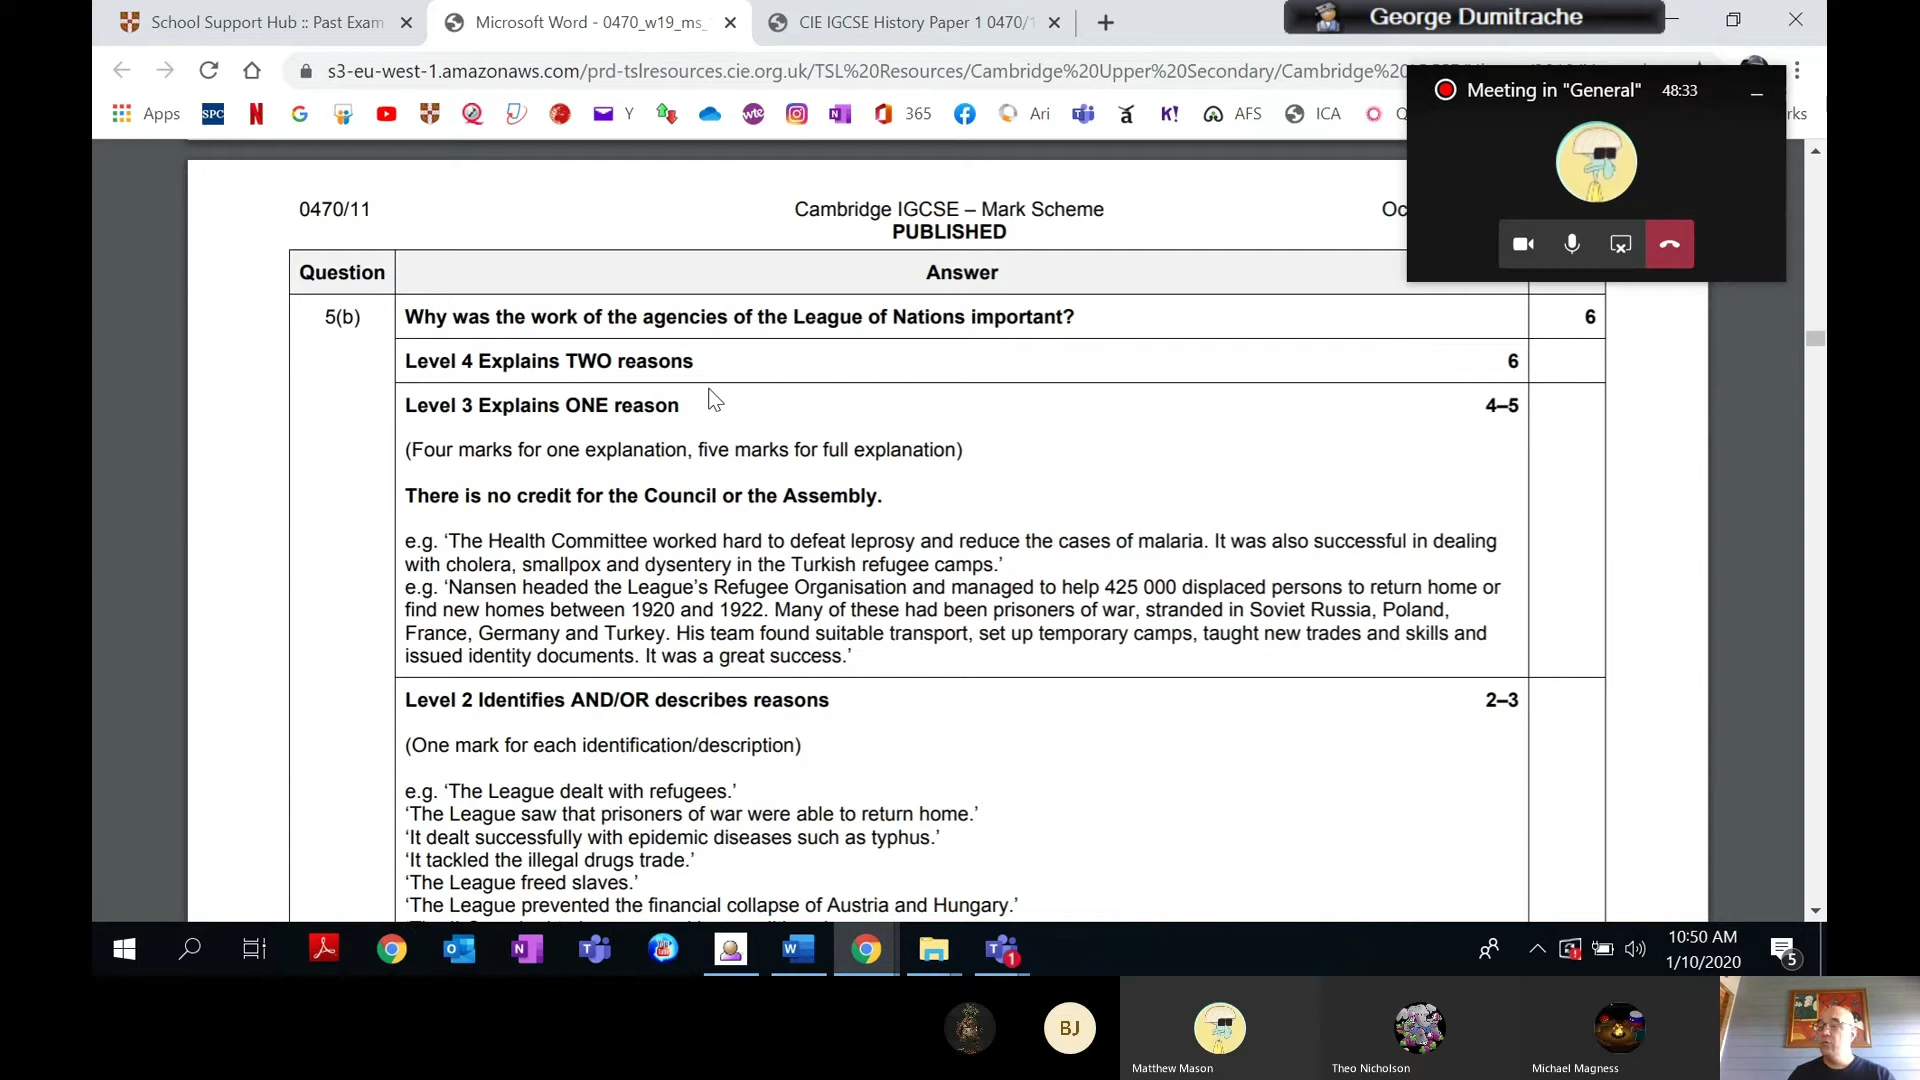 School Support Hub :: Past Exam
Microsoft Word - 0470_w19_ms_
CIE IGCSE History Paper 1 0470/1
George Dumitrache
s3-eu-west-1.amazonaws.com/prd-tslresources.cie.org.uk/TSL%20Resources/Cambridge%20Upper%20Secondary/Cambridge%20
Meeting in "General" 48:33
Apps
SPC
Y
wte
365
Ari
K!
AFS
ICA
rks
0470/11
Cambridge IGCSE – Mark Scheme
Oc
PUBLISHED
Question
Answer
5(b)
Why was the work of the agencies of the League of Nations important?
6
Level 4 Explains TWO reasons
6
Level 3 Explains ONE reason
4–5
(Four marks for one explanation, five marks for full explanation)
There is no credit for the Council or the Assembly.
e.g. ‘The Health Committee worked hard to defeat leprosy and reduce the cases of malaria. It was also successful in dealing
with cholera, smallpox and dysentery in the Turkish refugee camps.’
e.g. ‘Nansen headed the League’s Refugee Organisation and managed to help 425 000 displaced persons to return home or
find new homes between 1920 and 1922. Many of these had been prisoners of war, stranded in Soviet Russia, Poland,
France, Germany and Turkey. His team found suitable transport, set up temporary camps, taught new trades and skills and
issued identity documents. It was a great success.’
Level 2 Identifies AND/OR describes reasons
2–3
(One mark for each identification/description)
e.g. ‘The League dealt with refugees.’
‘The League saw that prisoners of war were able to return home.’
‘It dealt successfully with epidemic diseases such as typhus.’
‘It tackled the illegal drugs trade.’
‘The League freed slaves.’
‘The League prevented the financial collapse of Austria and Hungary.’
10:50 AM
1/10/2020
5
1
BJ
Matthew Mason
Theo Nicholson
Michael Magness